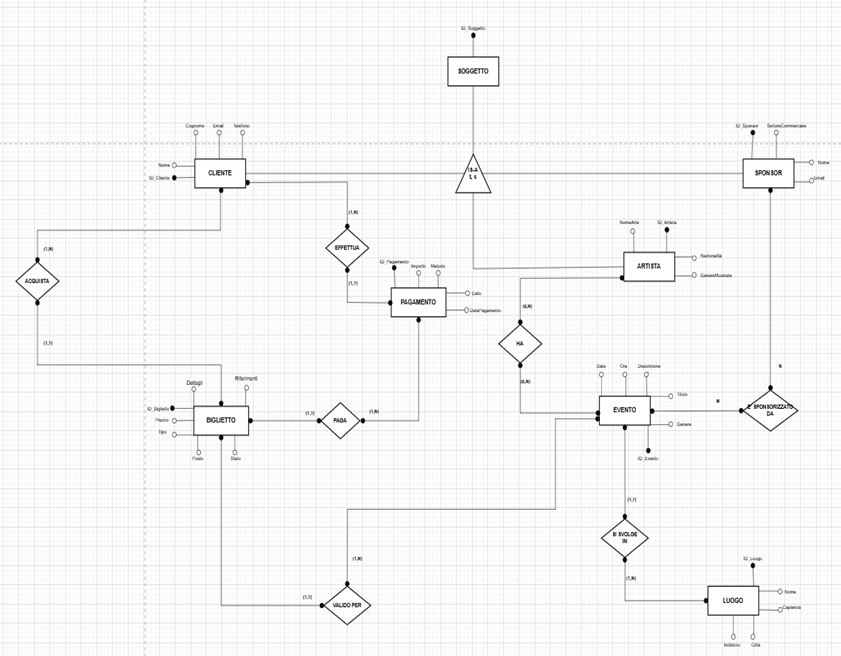 ID_Soggetto
SOGGETTO
Cognome Email telefono
Nome
ID_Cliente
CLIENTE
IS-A
t, e
ID_Sponsor SettoreCommerciale
SPONSOR
Nome
Email
(1,N)
EFFETTUA
(1,1)
(1,N)
ACQUISTA
(1,1)
NomeArte ID_Artista
ARTISTA
Nazionalità
GenereMusicale
ID_Pagamento Importo Metodo
PAGAMENTO
DataPagamento
(0,N)
HA
(0,N)
Dettagli Riferimenti
ID_Biglietto
Prezzo
Tipo
BIGLIETTO
Posto Stato
(1,1)
PAGA
(1,N)
Data Ora Descrizione
EVENTO
Titolo
Genere
ID_Evento
M
N
E' SPONSORIZZATO
DA
(1,1)
SI SVOLGE
IN
(1,N)
(1,N)
(1,1)
VALIDO PER
ID_Luogo
LUOGO
Nome
Capienza
Indirizzo Città